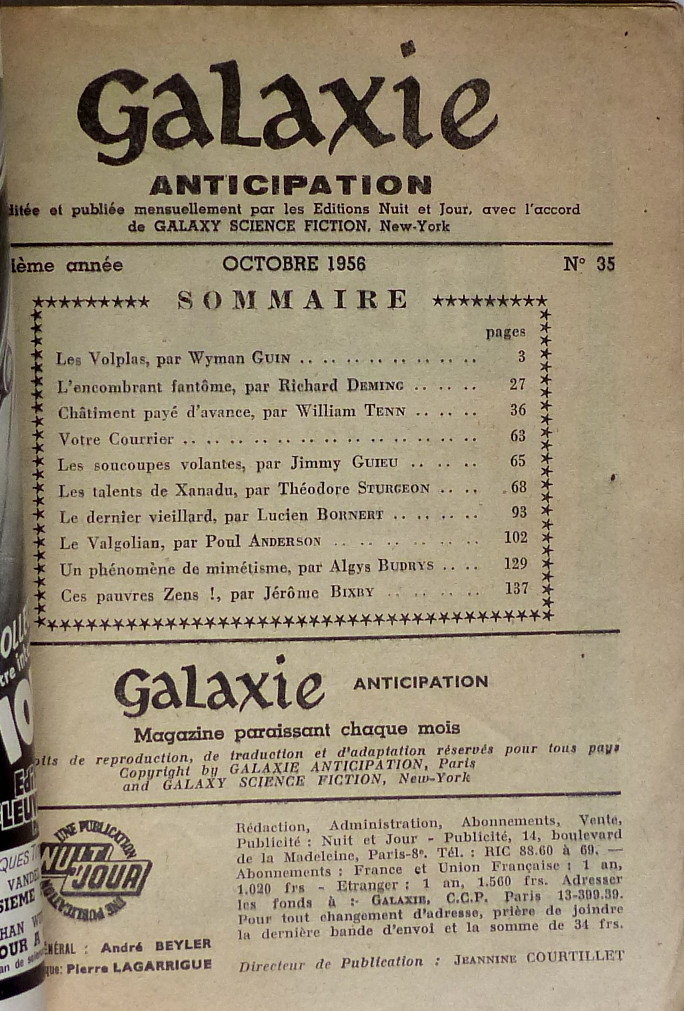 Galaxie
ANTICIPATION
ditée et publiée mensuellement par les Editions Nuit et Jour, avec l'accord
de GALAXY SCIENCE FICTION, New-York
ième année OCTOBRE 1956 N° 35
********* SOMMAIRE *********
pages
Les Volplas, par Wyman GUIN .. .. .. .. .. .. .. .. 3
L'encombrant fantôme, par Richard DEMING .. .. .. 27
Châtiment payé d'avance, par William TENN .. .. .. 36
Votre Courrier .. .. .. .. .. .. .. .. .. .. .. .. .. 63
Les soucoupes volantes, par Jimmy GUIEU .. .. .. 65
Les talents de Xanadu, par Théodore STURGEON .. .. 68
Le dernier vieillard, par Lucien BORNERT .. .. .. .. 93
Le Valgolian, par Poul ANDERSON .. .. .. .. .. .. 102
Un phénomène de mimétisme, par Algys BUDRYS .. .. 129
Ces pauvres Zens !, par Jérôme BIXBY .. .. .. .. 137
Galaxie ANTICIPATION
Magazine paraissant chaque mois
oits de reproduction, de traduction et d'adaptation réservés pour tous pays
Copyright by GALAXIE ANTICIPATION, Paris
and GALAXY SCIENCE FICTION, New-York
UNE PUBLICATION
NUIT
JOUR
UNE PUBLICATION
NÉRAL : André BEYLER
que: Pierre LAGARRIGUE
Rédaction, Administration, Abonnements, Vente,
Publicité : Nuit et Jour - Publicité, 14, boulevard
de la Madeleine, Paris-8e. Tél. : RIC 88.60 à 69. —
Abonnements : France et Union Française : 1 an,
1.020 frs - Etranger : 1 an, 1.560 frs. Adresser
les fonds à :- GALAXIE, C.C.P. Paris 13-399.39.
Pour tout changement d'adresse, prière de joindre
la dernière bande d'envoi et la somme de 34 frs.
Directeur de Publication : JEANNINE COURTILLET